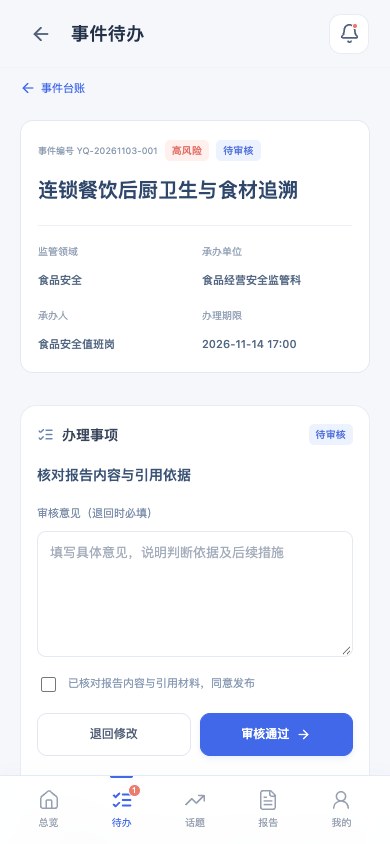 事件待办
事件台账
事件编号 YQ-20261103-001 高风险 待审核
连锁餐饮后厨卫生与食材追溯
监管领域 承办单位
食品安全 食品经营安全监管科
承办人 办理期限
食品安全值班岗 2026-11-14 17:00
办理事项 待审核
核对报告内容与引用依据
审核意见（退回时必填）
填写具体意见，说明判断依据及后续措施
已核对报告内容与引用材料，同意发布
退回修改 审核通过
1
总览 待办 话题 报告 我的